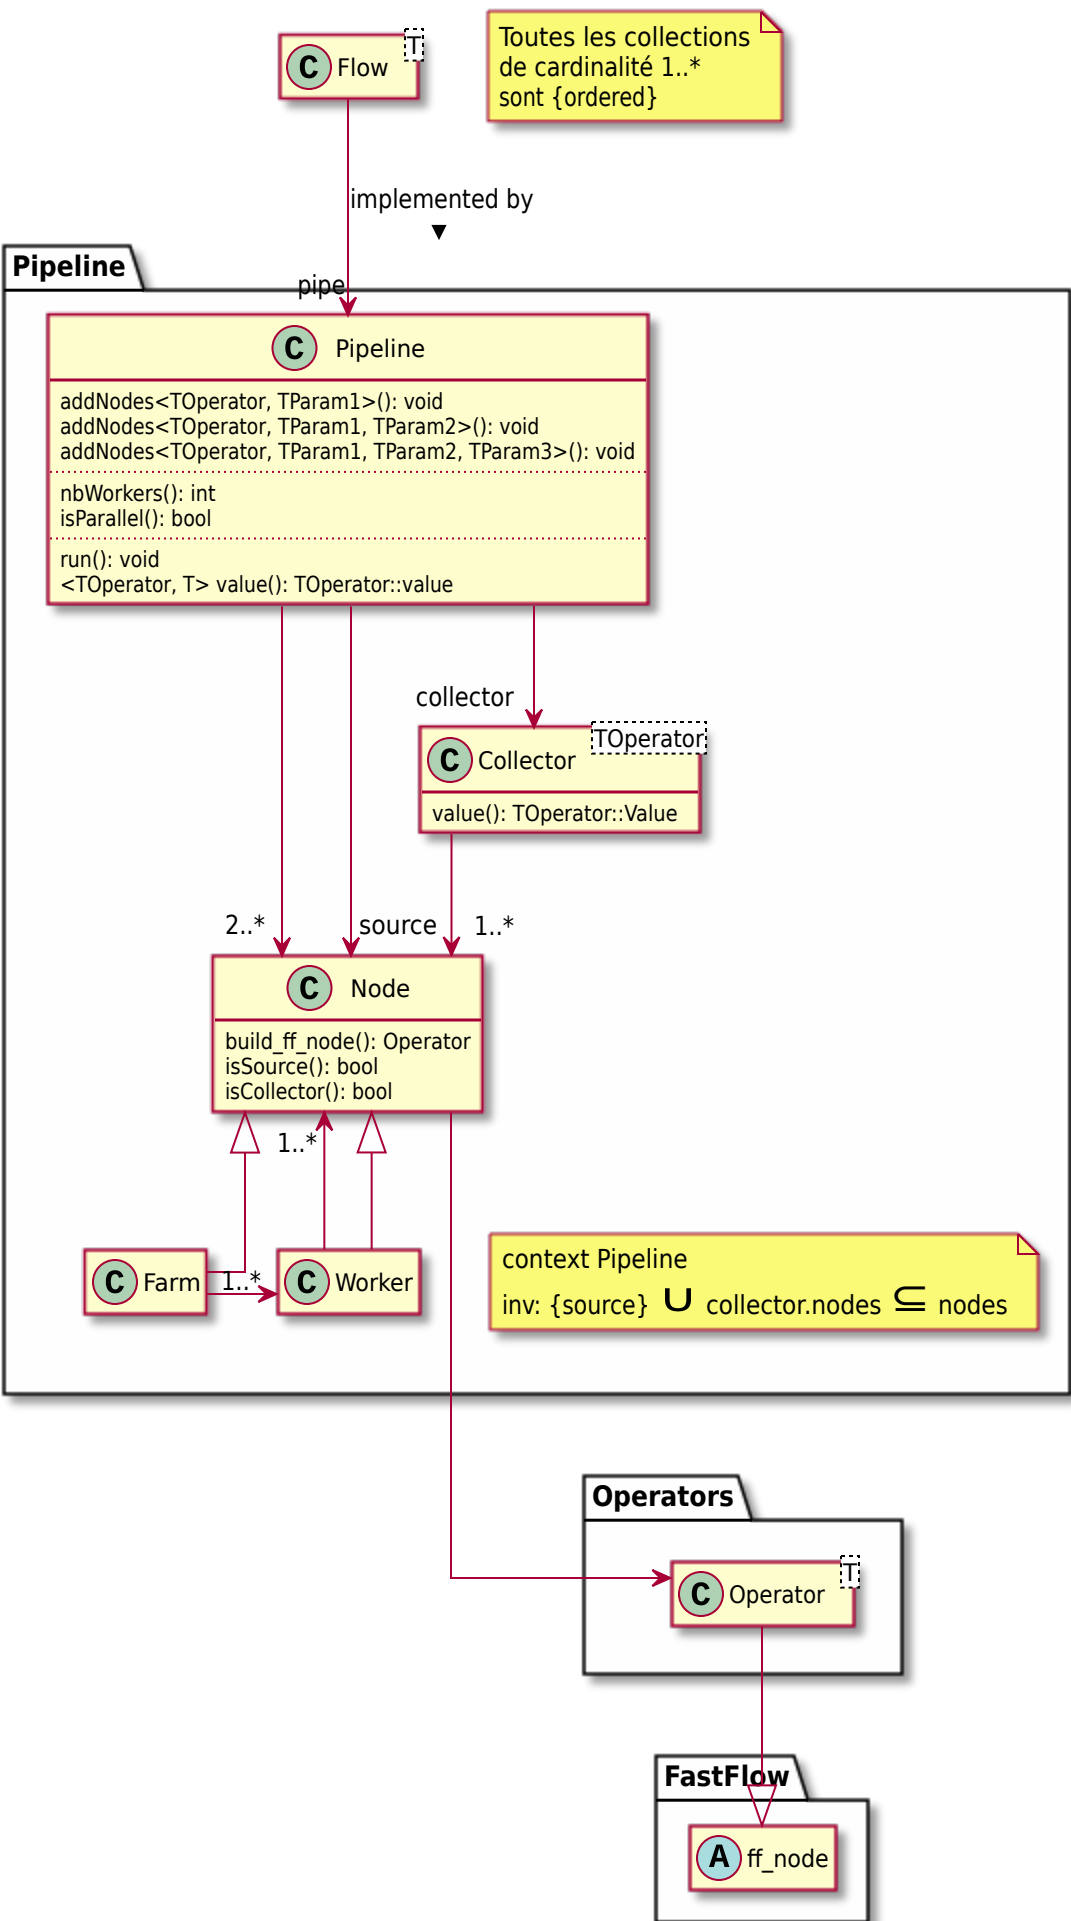 T
C Flow
Toutes les collections
de cardinalité 1..*
sont {ordered}
implemented by
▼
Pipeline
pipe
C Pipeline
addNodes<TOperator, TParam1>(): void
addNodes<TOperator, TParam1, TParam2>(): void
addNodes<TOperator, TParam1, TParam2, TParam3>(): void
nbWorkers(): int
isParallel(): bool
run(): void
<TOperator, T> value(): TOperator::value
collector
TOperator
C Collector
value(): TOperator::Value
2..*
source
1..*
C Node
build_ff_node(): Operator
isSource(): bool
isCollector(): bool
1..*
C Farm
1..*
C Worker
context Pipeline
inv: {source} ∪ collector.nodes ⊆ nodes
Operators
T
C Operator
FastFlow
A ff_node